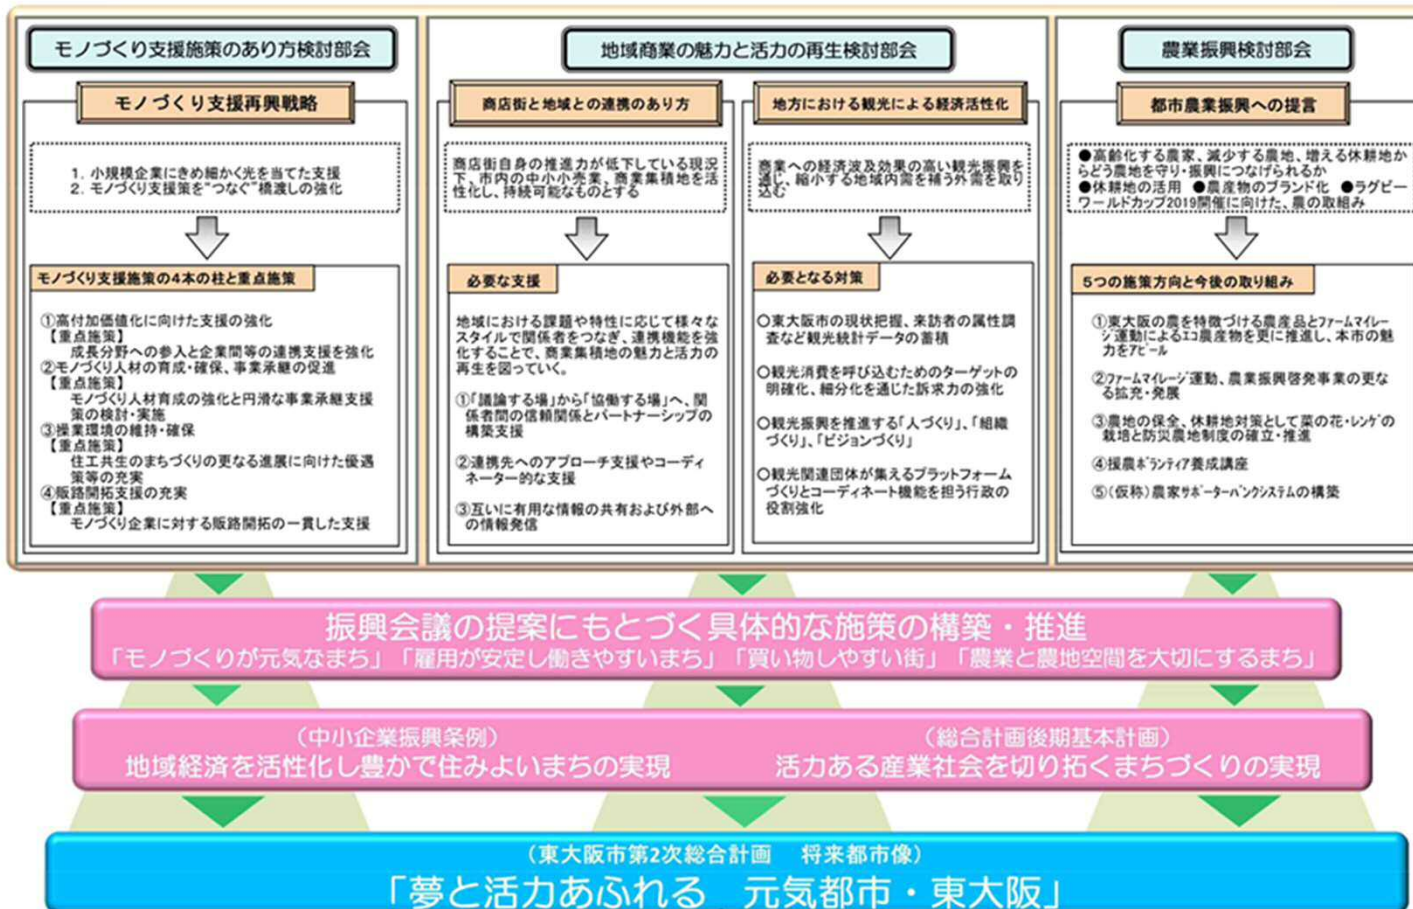 モノづくり支援施策のあり方検討部会
モノづくり支援再興戦略
1. 小規模企業にきめ細かく光を当てた支援
2. モノづくり支援策を“つなぐ”橋渡しの強化
モノづくり支援施策の4本の柱と重点施策
①高付加価値化に向けた支援の強化
【重点施策】
成長分野への参入と企業間等の連携支援を強化
②モノづくり人材の育成・確保、事業承継の促進
【重点施策】
モノづくり人材育成の強化と円滑な事業承継支援
策の検討・実施
③操業環境の維持・確保
【重点施策】
住工共生のまちづくりの更なる進展に向けた優遇
策等の充実
④販路開拓支援の充実
【重点施策】
モノづくり企業に対する販路開拓の一貫した支援
地域商業の魅力と活力の再生検討部会
商店街と地域との連携のあり方
商店街自身の推進力が低下している現況
下、市内の中小小売業、商業集積地を活
性化し、持続可能なものとする
必要な支援
地域における課題や特性に応じて様々な
スタイルで関係者をつなぎ、連携機能を強
化することで、商業集積地の魅力と活力の
再生を図っていく。
①「議論する場」から「協働する場」へ、関
係者間の信頼関係とパートナーシップの
構築支援
②連携先へのアプローチ支援やコーディ
ネーター的な支援
③互いに有用な情報の共有および外部へ
の情報発信
地方における観光による経済活性化
商業への経済波及効果の高い観光振興を
通じ、縮小する地域内需を補う外需を取り
込む
必要となる対策
○東大阪市の現状把握、来訪者の属性調
査など観光統計データの蓄積
○観光消費を呼び込むためのターゲットの
明確化、細分化を通じた訴求力の強化
○観光振興を推進する「人づくり」、「組織
づくり」、「ビジョンづくり」
○観光関連団体が集えるプラットフォーム
づくりとコーディネート機能を担う行政の
役割強化
農業振興検討部会
都市農業振興への提言
●高齢化する農家、減少する農地、増える休耕地か
らどう農地を守り・振興につなげられるか
●休耕地の活用 ●農産物のブランド化 ●ラグビー
ワールドカップ2019開催に向けた、農の取組み
5つの施策方向と今後の取り組み
①東大阪の農を特徴づける農産品とファームマイレー
ジ運動によるエコ農産物を更に推進し、本市の魅
力をアピール
②ファームマイレージ運動、農業振興啓発事業の更な
る拡充・発展
③農地の保全、休耕地対策として菜の花・レンゲの
栽培と防災農地制度の確立・推進
④援農ボランティア養成講座
⑤(仮称)農家サポーターバンクシステムの構築
振興会議の提案にもとづく具体的な施策の構築・推進
「モノづくりが元気なまち」「雇用が安定し働きやすいまち」「買い物しやすい街」「農業と農地空間を大切にするまち」
(中小企業振興条例)
地域経済を活性化し豊かで住みよいまちの実現
(総合計画後期基本計画)
活力ある産業社会を切り拓くまちづくりの実現
(東大阪市第2次総合計画 将来都市像)
「夢と活力あふれる 元気都市・東大阪」